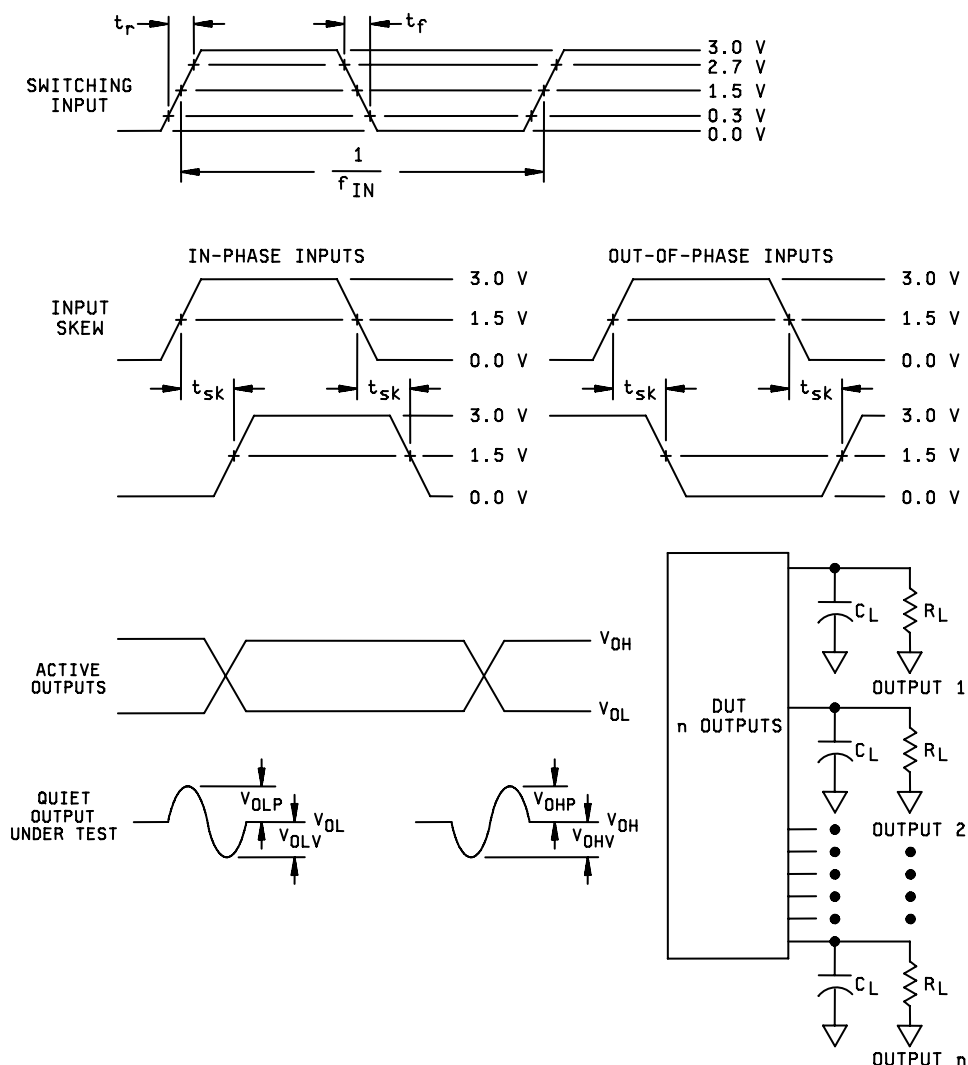 tr
tf
SWITCHING
INPUT
3.0 V
2.7 V
1.5 V
0.3 V
0.0 V
1
fIN
IN-PHASE INPUTS
OUT-OF-PHASE INPUTS
INPUT
SKEW
3.0 V
1.5 V
0.0 V
3.0 V
1.5 V
0.0 V
tsk
tsk
tsk
tsk
3.0 V
1.5 V
0.0 V
3.0 V
1.5 V
0.0 V
ACTIVE
OUTPUTS
VOH
VOL
QUIET
OUTPUT
UNDER TEST
VOLP
VOLV
VOL
VOHP
VOHV
VOH
DUT
n OUTPUTS
CL
RL
OUTPUT 1
CL
RL
OUTPUT 2
CL
RL
OUTPUT n